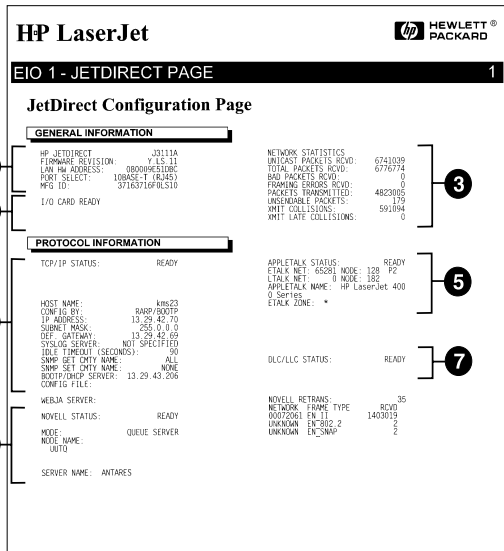 HP LaserJet
hp HEWLETT ®
PACKARD
EIO 1 - JETDIRECT PAGE 1
JetDirect Configuration Page
GENERAL INFORMATION
HP JETDIRECT J3111A
FIRMWARE REVISION: Y.LS.11
LAN HW ADDRESS: 0B0009E51DBC
PORT SELECT: 10BASE-T (RJ45)
MFG ID: 37163716F0LS10
I/O CARD READY
NETWORK STATISTICS
UNICAST PACKETS RCVD: 6741039
TOTAL PACKETS RCVD: 6776774
BAD PACKETS RCVD: 0
FRAMING ERRORS RCVD: 0
PACKETS TRANSMITTED: 4823005
UNSENDABLE PACKETS: 179
XMIT COLLISIONS: 591094
XMIT LATE COLLISIONS: 0
3
PROTOCOL INFORMATION
TCP/IP STATUS: READY
HOST NAME: kms23
CONFIG BY: RARP/BOOTP
IP ADDRESS: 13.29.42.70
SUBNET MASK: 255.0.0.0
DEF. GATEWAY: 13.29.42.69
SYSLOG SERVER: NOT SPECIFIED
IDLE TIMEOUT (SECONDS): 90
SNMP GET CMTY NAME: ALL
SNMP SET CMTY NAME: NONE
BOOTP/DHCP SERVER: 13.29.43.206
CONFIG FILE:
WEBJA SERVER:
APPLETALK STATUS: READY
ETALK NET: 65281 NODE: 128 P2
LTALK NET: 0 NODE: 182
APPLETALK NAME: HP LaserJet 400
0 Series
ETALK ZONE: *
5
DLC/LLC STATUS: READY
7
NOVELL STATUS: READY
MODE: QUEUE SERVER
NODE NAME:
UUTQ
SERVER NAME: ANTARES
NOVELL RETRANS: 35
NETWORK FRAME TYPE RCVD
00072061 EN_II 1403019
UNKNOWN EN_802.2 2
UNKNOWN EN_SNAP 2